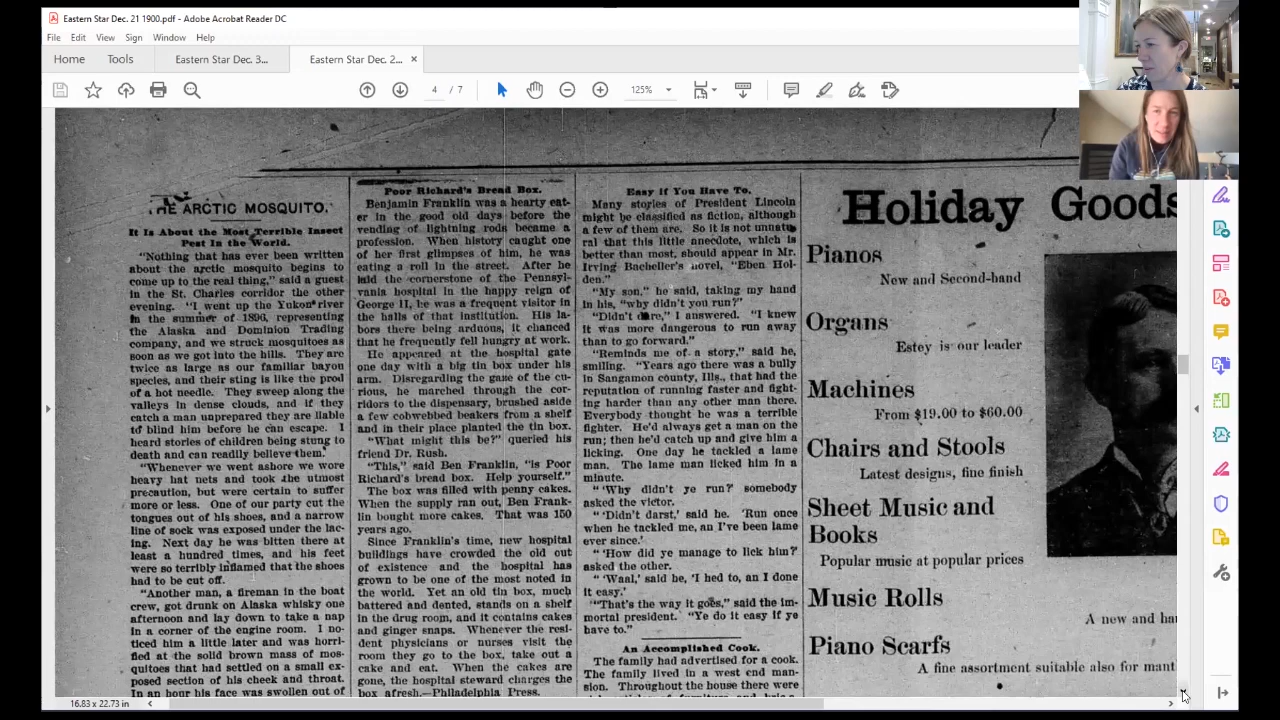 Eastern Star Dec. 21 1900.pdf - Adobe Acrobat Reader DC
File Edit View Sign Window Help
Home Tools Eastern Star Dec. 3... Eastern Star Dec. 2... ×
4 / 7 125%
THE ARCTIC MOSQUITO.
It Is About the Most Terrible Insect
Pest In the World.
"Nothing that has ever been written
about the arctic mosquito begins to
come up to the real thing," said a guest
in the St. Charles corridor the other
evening. "I went up the Yukon river
in the summer of 1896, representing
the Alaska and Dominion Trading
company, and we struck mosquitoes as
soon as we got into the hills. They are
twice as large as our familiar bayou
species, and their sting is like the prod
of a hot needle. They sweep along the
valleys in dense clouds, and if they
catch a man unprepared they are liable
to blind him before he can escape. I
heard stories of children being stung to
death and can readily believe them.
"Whenever we went ashore we wore
heavy hat nets and took the utmost
precaution, but were certain to suffer
more or less. One of our party cut the
tongues out of his shoes, and a narrow
line of sock was exposed under the lac-
ing. Next day he was bitten there at
least a hundred times, and his feet
were so terribly inflamed that the shoes
had to be cut off.
"Another man, a fireman in the boat
crew, got drunk on Alaska whisky one
afternoon and lay down to take a nap
in a corner of the engine room. I no-
ticed him a little later and was horri-
fied at the solid brown mass of mos-
quitoes that had settled on a small ex-
posed section of his cheek and throat.
In an hour his face was swollen out of
Poor Richard's Bread Box.
Benjamin Franklin was a hearty eat-
er in the good old days before the
vending of lightning rods became a
profession. When history caught one
of her first glimpses of him, he was
eating a roll in the street. After he
laid the cornerstone of the Pennsyl-
vania hospital in the happy reign of
George II, he was a frequent visitor in
the halls of that institution. His la-
bors there being arduous, it chanced
that he frequently fell hungry at work.
He appeared at the hospital gate
one day with a big tin box under his
arm. Disregarding the gaze of the cu-
rious, he marched through the cor-
ridors to the dispensary, brushed aside
a few cobwebbed beakers from a shelf
and in their place planted the tin box.
"What might this be?" queried his
friend Dr. Rush.
"This," said Ben Franklin, "is Poor
Richard's bread box. Help yourself."
The box was filled with penny cakes.
When the supply ran out, Ben Frank-
lin bought more cakes. That was 150
years ago.
Since Franklin's time, new hospital
buildings have crowded the old out
of existence and the hospital has
grown to be one of the most noted in
the world. Yet an old tin box, much
battered and dented, stands on a shelf
in the drug room, and it contains cakes
and ginger snaps. Whenever the resi-
dent physicians or nurses visit the
room they go to the box, take out a
cake and eat. When the cakes are
gone, the hospital steward charges the
box afresh.—Philadelphia Press.
Easy if You Have To.
Many stories of President Lincoln
might be classified as fiction, although
a few of them are. So it is not unnatu-
ral that this little anecdote, which is
better than most, should appear in Mr.
Irving Bacheller's novel, "Eben Hol-
den."
"My son," he said, taking my hand
in his, "why didn't you run?"
"Didn't dare," I answered. "I knew
it was more dangerous to run away
than to go forward."
"Reminds me of a story," said he,
smiling. "Years ago there was a bully
in Sangamon county, Ills., that had the
reputation of running faster and fight-
ing harder than any other man there.
Everybody thought he was a terrible
fighter. He'd always get a man on the
run; then he'd catch up and give him a
licking. One day he tackled a lame
man. The lame man licked him in a
minute.
"'Why didn't ye run?' somebody
asked the victor.
"'Didn't darst,' said he. 'Run once
when he tackled me, an I've been lame
ever since.'
"'How did ye manage to lick him?'
asked the other.
"'Waal,' said he, 'I hed to, an I done
it easy.'
"That's the way it goes," said the im-
mortal president. "Ye do it easy if ye
have to."
An Accomplished Cook.
The family had advertised for a cook.
The family lived in a west end man-
sion. Throughout the house there were
Holiday Goods
Pianos
New and Second-hand
Organs
Estey is our leader
Machines
From $19.00 to $60.00
Chairs and Stools
Latest designs, fine finish
Sheet Music and
Books
Popular music at popular prices
Music Rolls
A new and
Piano Scarfs
A fine assortment suitable also for
16.83 x 22.73 in